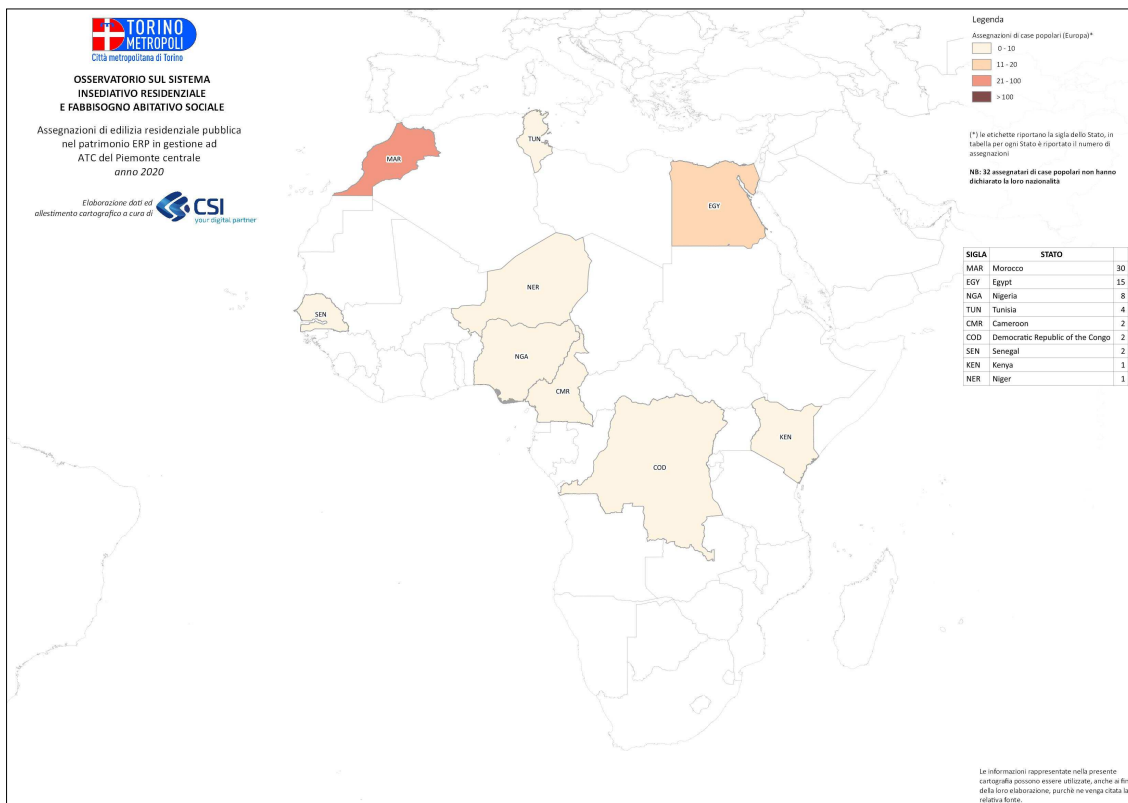 TORINO
METROPOLI
Città metropolitana di Torino
OSSERVATORIO SUL SISTEMA
INSEDIATIVO RESIDENZIALE
E FABBISOGNO ABITATIVO SOCIALE
Assegnazioni di edilizia residenziale pubblica
nel patrimonio ERP in gestione ad
ATC del Piemonte centrale
anno 2020
Elaborazione dati ed
allestimento cartografico a cura di
CSI
your digital partner
Legenda
Assegnazioni di case popolari (Europa)*
0 - 10
11 - 20
21 - 100
> 100
(*) le etichette riportano la sigla dello Stato, in
tabella per ogni Stato è riportato il numero di
assegnazioni
NB: 32 assegnatari di case popolari non hanno
dichiarato la loro nazionalità
SIGLA STATO
MAR Morocco 30
EGY Egypt 15
NGA Nigeria 8
TUN Tunisia 4
CMR Cameroon 2
COD Democratic Republic of the Congo 2
SEN Senegal 2
KEN Kenya 1
NER Niger 1
TUN
MAR
EGY
NER
SEN
NGA
CMR
KEN
COD
Le informazioni rappresentate nella presente
cartografia possono essere utilizzate, anche ai fin
della loro elaborazione, purchè ne venga citata la
relativa fonte.